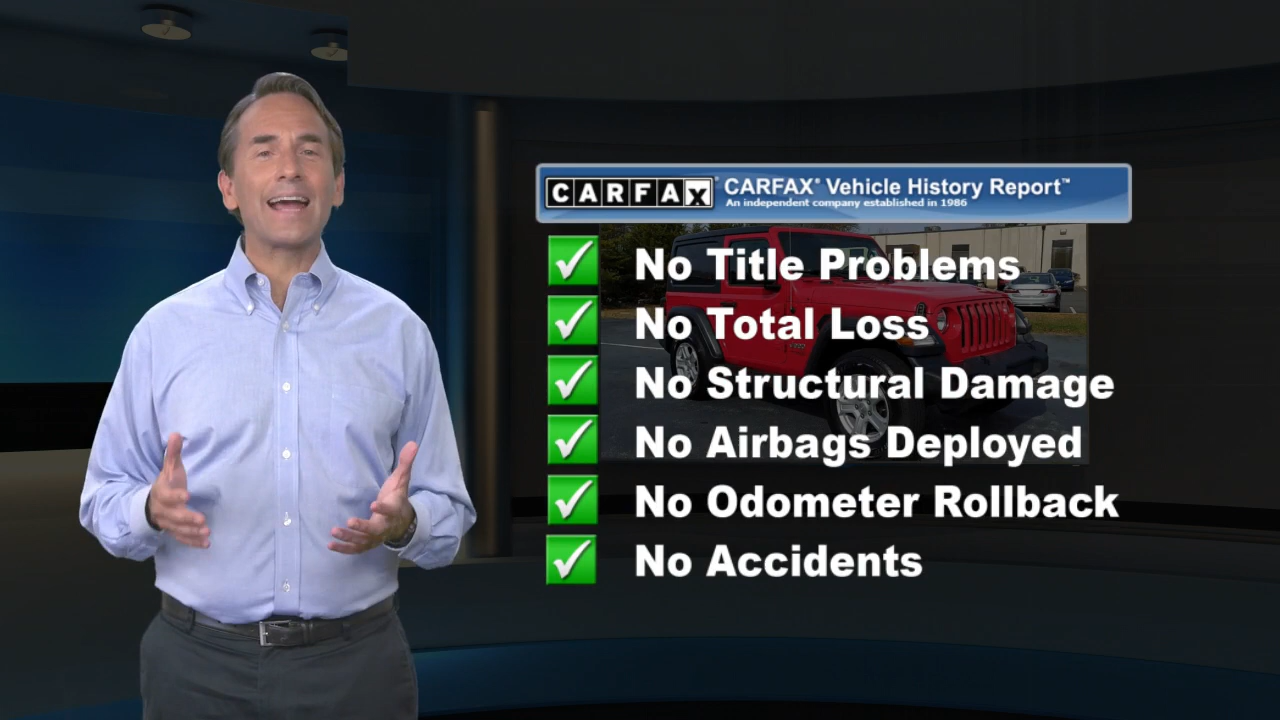 CARFAX® CARFAX® Vehicle History Report™
An independent company established in 1986
No Title Problems
No Total Loss
No Structural Damage
No Airbags Deployed
No Odometer Rollback
No Accidents